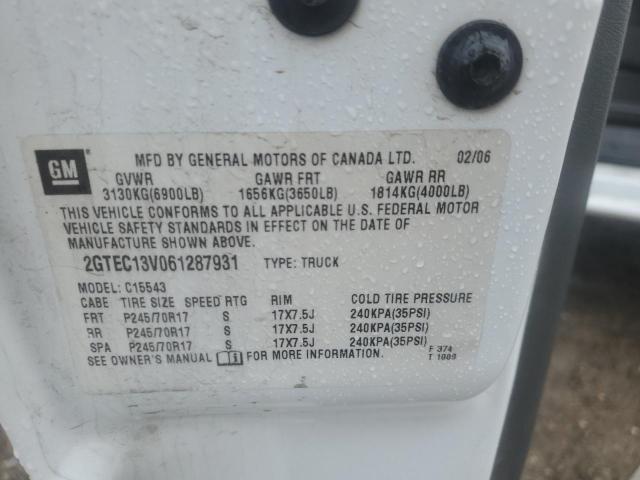 GM ®
MFD BY GENERAL MOTORS OF CANADA LTD. 02/06
GVWR GAWR FRT GAWR RR
3130KG(6900LB) 1656KG(3650LB) 1814KG(4000LB)
THIS VEHICLE CONFORMS TO ALL APPLICABLE U.S. FEDERAL MOTOR
VEHICLE SAFETY STANDARDS IN EFFECT ON THE DATE OF
MANUFACTURE SHOWN ABOVE.
2GTEC13V061287931 TYPE: TRUCK
MODEL: C15543
CABE TIRE SIZE SPEED RTG RIM COLD TIRE PRESSURE
FRT P245/70R17 S 17X7.5J 240KPA(35PSI)
RR P245/70R17 S 17X7.5J 240KPA(35PSI)
SPA P245/70R17 S 17X7.5J 240KPA(35PSI)
SEE OWNER'S MANUAL FOR MORE INFORMATION. F 374
T 1009